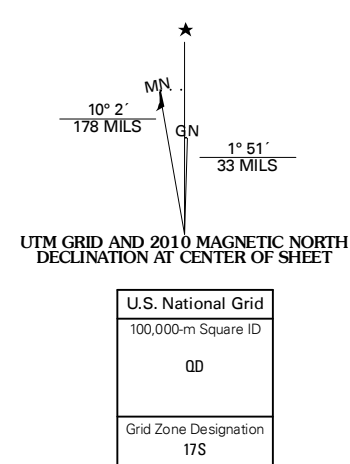 MN
10° 2´
178 MILS
GN
1° 51´
33 MILS
UTM GRID AND 2010 MAGNETIC NORTH
DECLINATION AT CENTER OF SHEET
U.S. National Grid
100,000-m Square ID
QD
Grid Zone Designation
17S